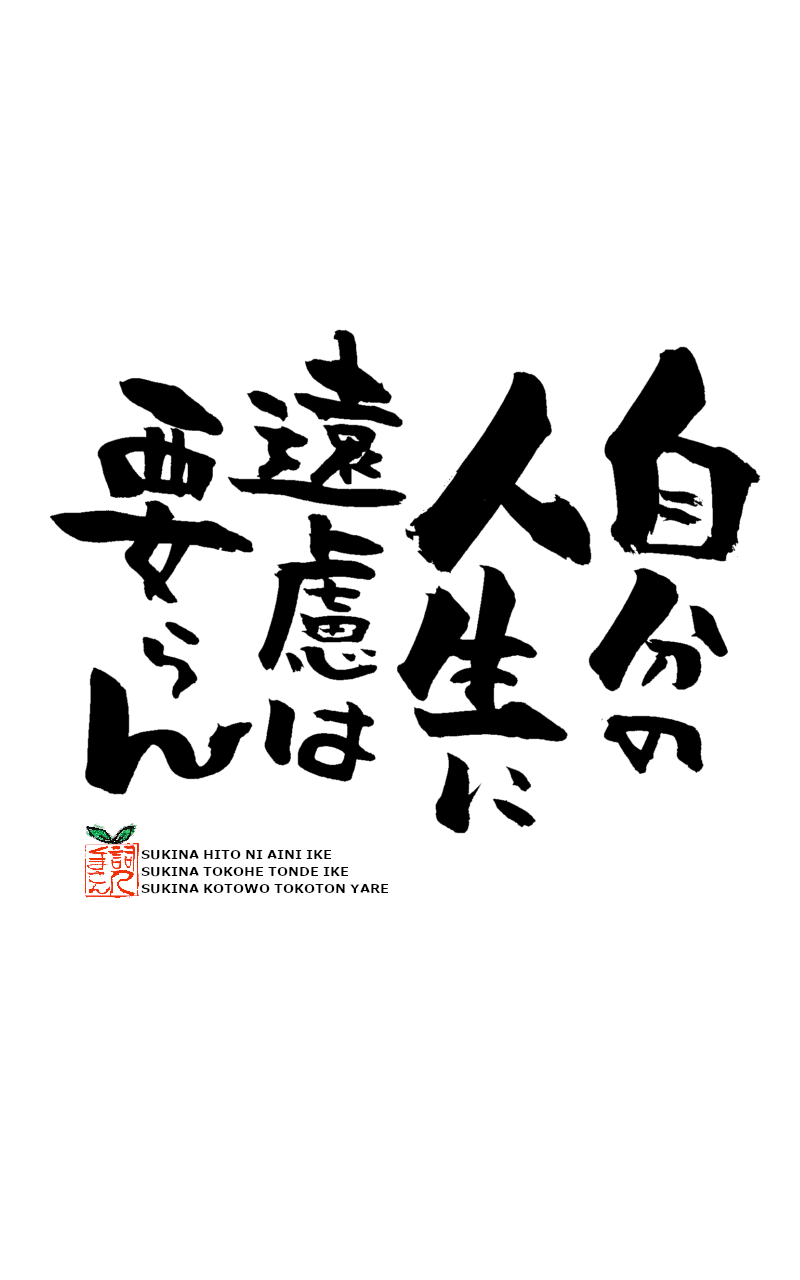 自分の
人生に
遠慮は
要らん
SUKINA HITO NI AINI IKE
SUKINA TOKOHE TONDE IKE
SUKINA KOTOWO TOKOTON YARE